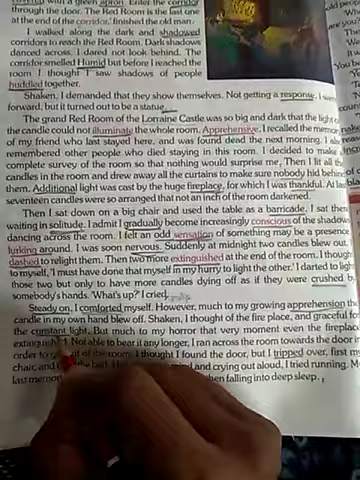 covered with a green apron. Enter the corridor
through the door. The Red Room is the last one
at the end of the corridor,' finished the old man.
I walked along the dark and shadowed
corridors to reach the Red Room. Dark shadows
danced across. I dared not look behind. The
corridor smelled Humid but before I reached the
room I thought I saw shadows of people
huddled together.
Shaken, I demanded that they show themselves. Not getting a response, I
forward, but it turned out to be a statue.
The grand Red Room of the Lorraine Castle was so big and dark that the light of
the candle could not illuminate the whole room. Apprehensive, I recalled the
of my friend who last stayed here, and was found dead the next morning. I also
remembered other people who died staying in this room. I decided to make
complete survey of the room so that nothing would surprise me. Then I lit all
candles in the room and drew away all the curtains to make sure nobody hid behind
them. Additional light was cast by the huge fireplace, for which I was thankful. At last
seventeen candles were so arranged that not an inch of the room darkened.
Then I sat down on a big chair and used the table as a barricade. I sat there
waiting in solitude. I admit I gradually become increasingly conscious of the shadows
dancing across the room. I felt an odd sensation of something may be a presence
lurking around. I was soon nervous. Suddenly at midnight two candles blew out.
dashed to relight them. Then two more extinguished at the end of the room. I thought
to myself, 'I must have done that myself in my hurry to light the other.' I darted to light
those two but only to have more candles dying off as if they were crushed by
somebody's hands. 'What's up? I cried.
Steady on, I comforted myself. However, much to my growing apprehension the
candle in my own hand blew off. Shaken, I thought of the fire place, and graceful for
the constant light. But much to my horror that very moment even the fireplace
Not able to bear it any longer, I ran across the room towards the door in
order to of the room. I thought I found the door, but I tripped over, first my
chair, and and crying out aloud, I tried running. My
last memory when falling into deep sleep.